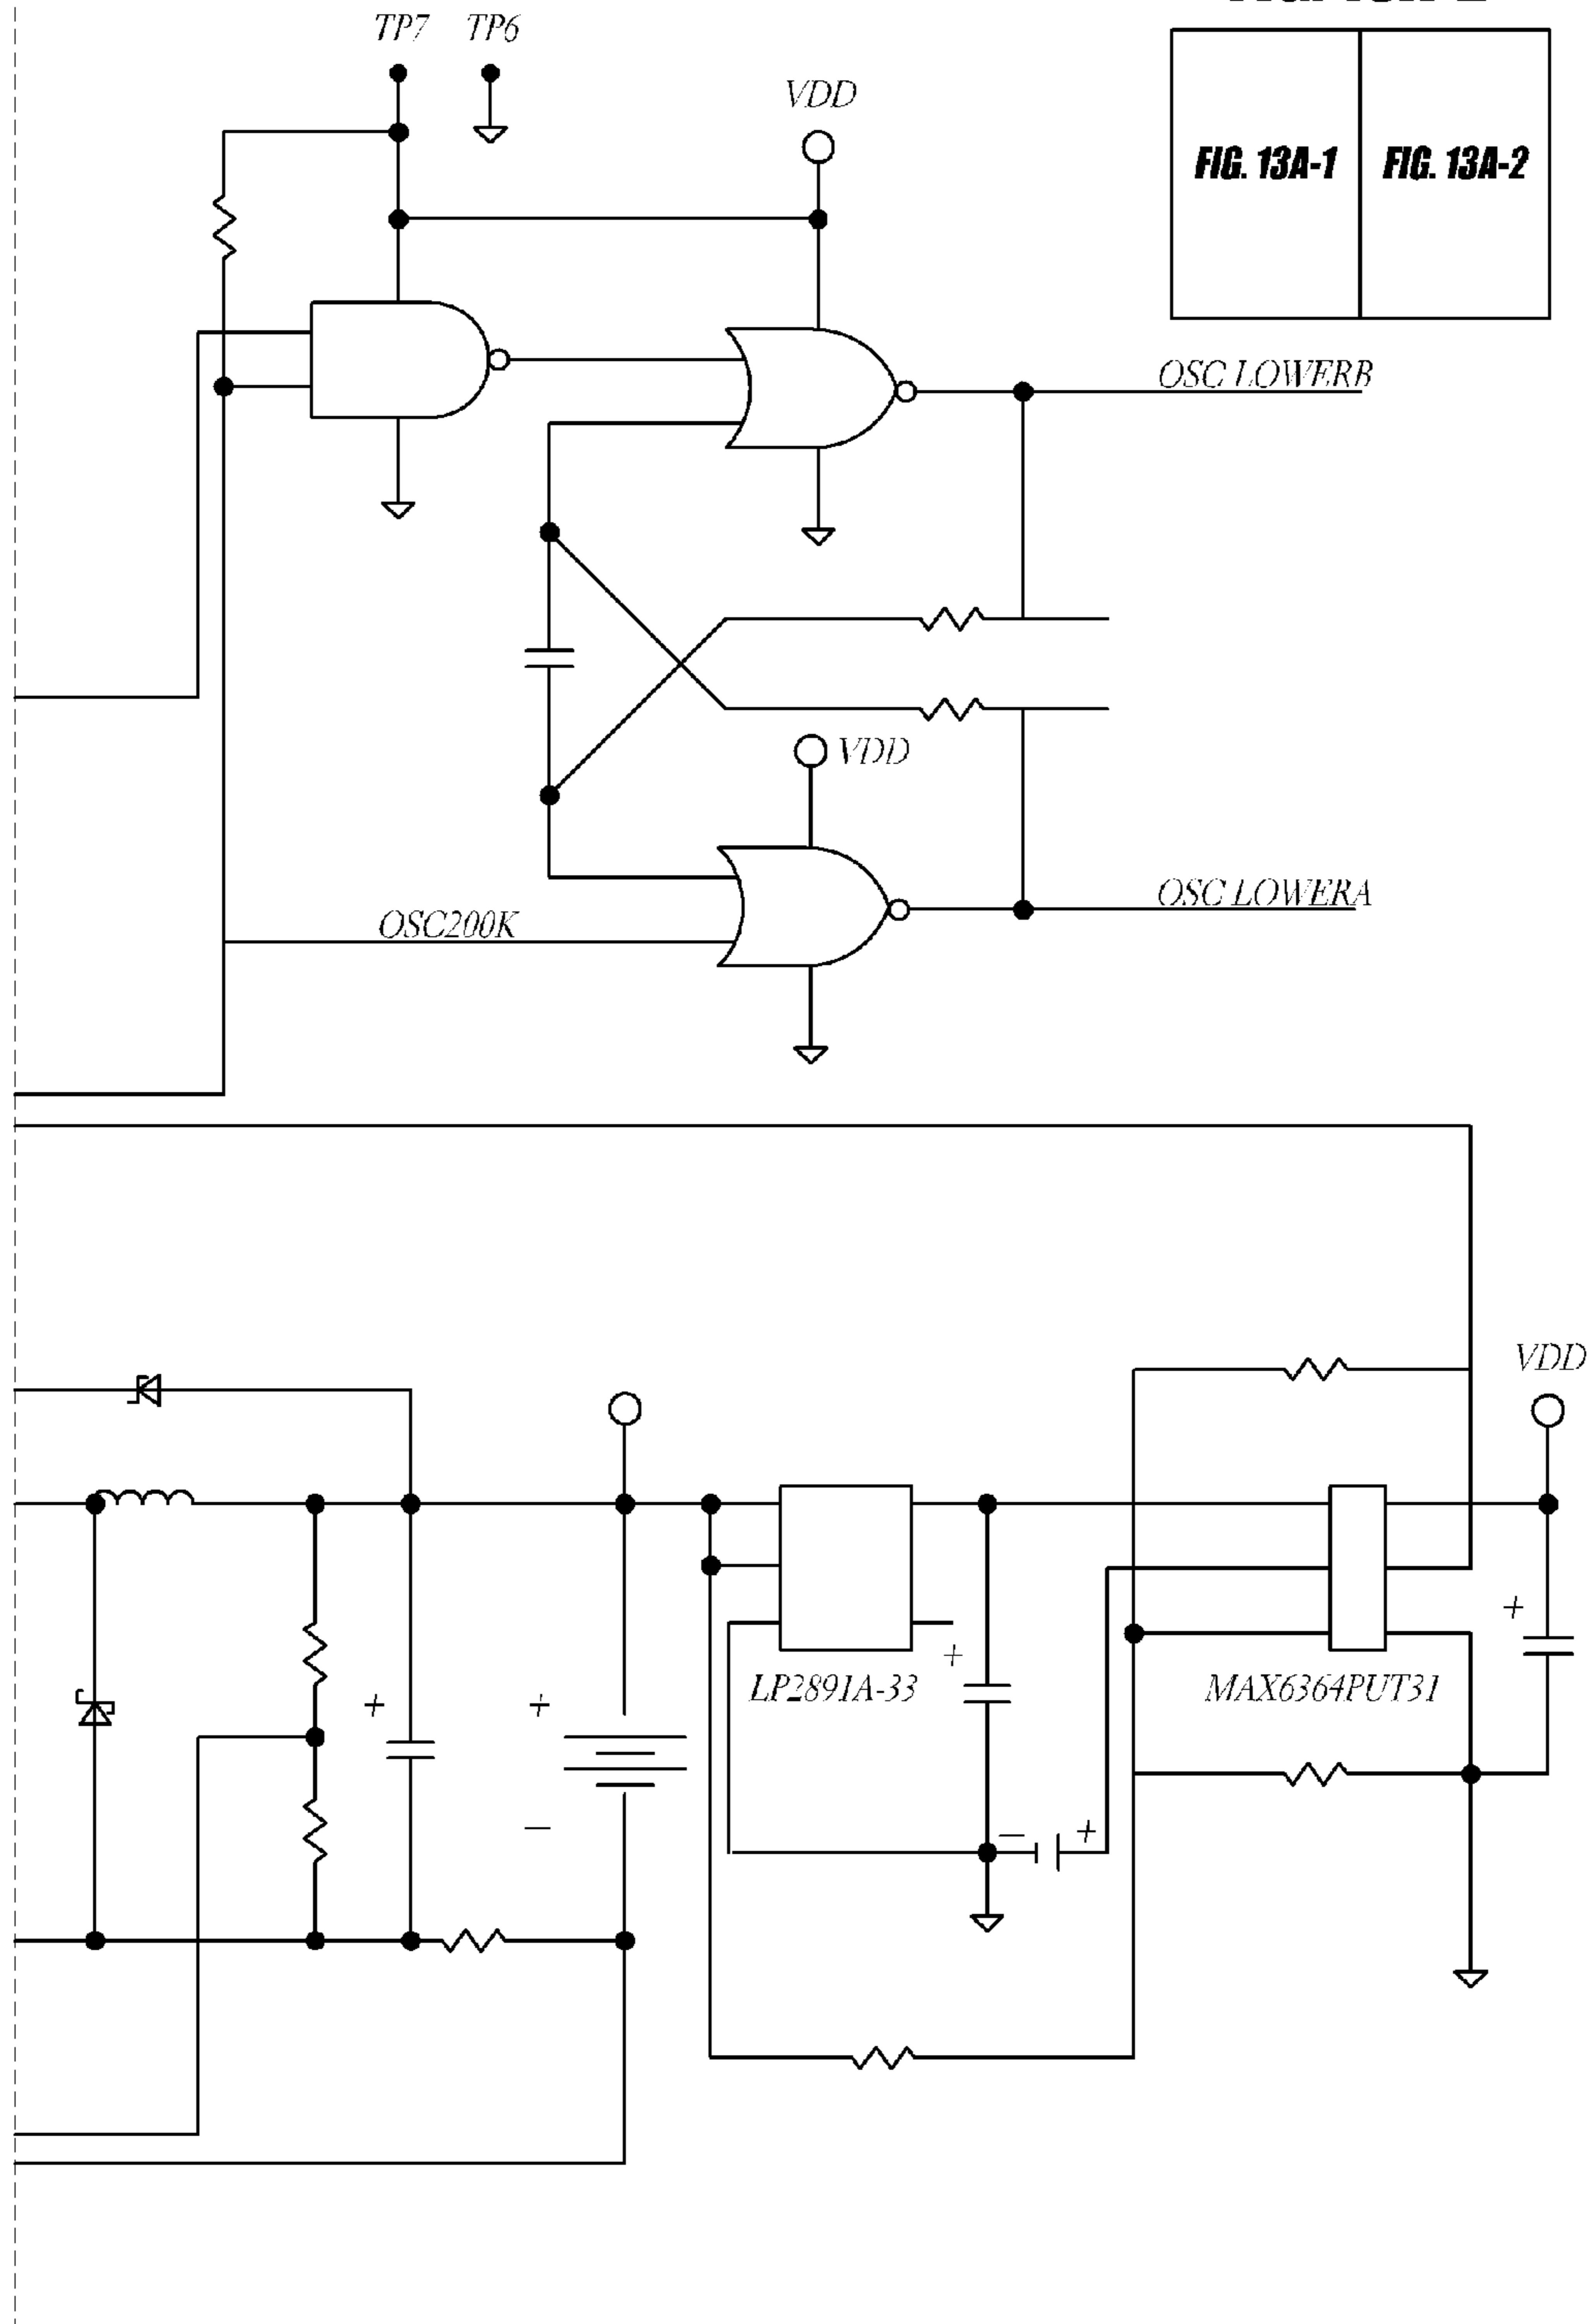 TP7 TP6
VDD
FIG. 13A-1 FIG. 13A-2
OSC LOWERB
VDD
OSC LOWERA
OSC200K
VDD
+
+
LP2891A-33
MAX6364PUT31
+
+
−
− +